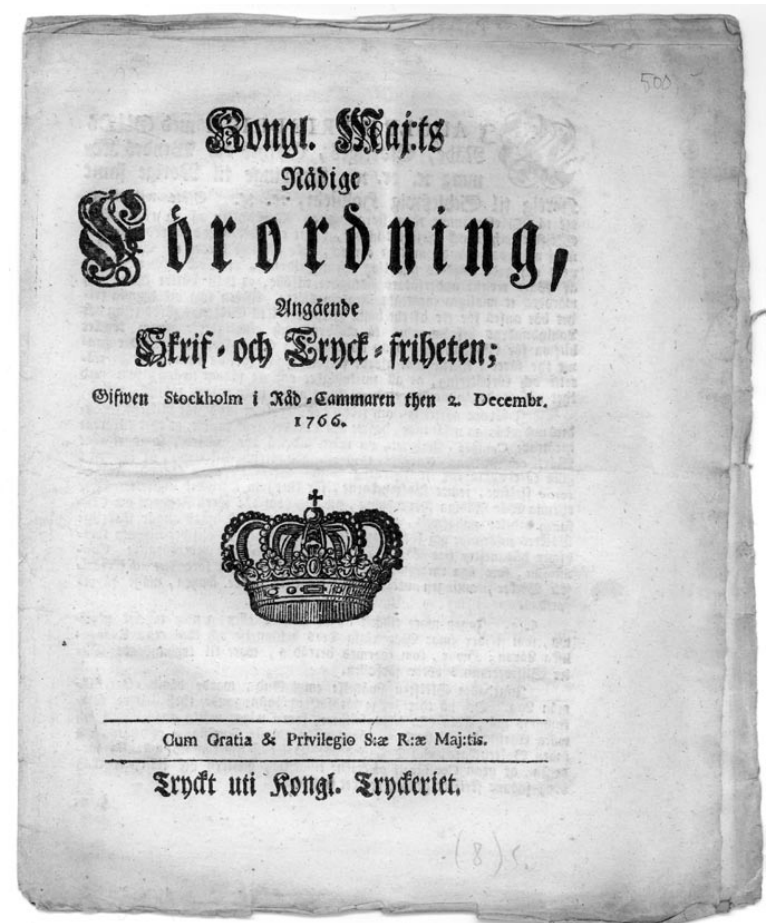 500.
Kongl. Maj:ts
Nådige
Förordning,
Angående
Skrif- och Tryck-friheten;
Gifwen Stockholm i Råd-Cammaren then 2. Decembr.
1766.
Cum Gratia & Privilegio S:æ R:æ Maj:tis.
Tryckt uti Kongl. Tryckeriet.
(8) s.